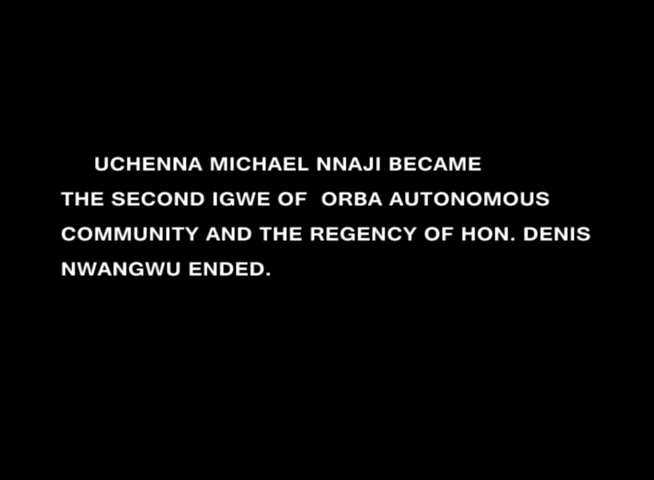 UCHENNA MICHAEL NNAJI BECAME
THE SECOND IGWE OF ORBA AUTONOMOUS
COMMUNITY AND THE REGENCY OF HON. DENIS
NWANGWU ENDED.